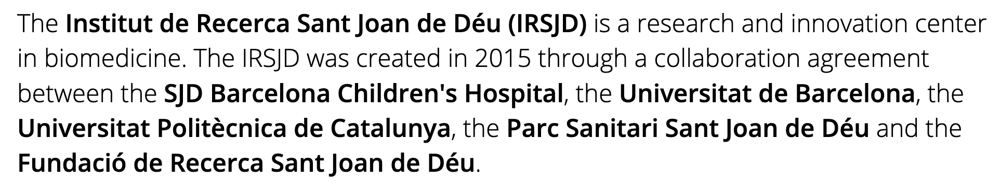 The Institut de Recerca Sant Joan de Déu (IRSJD) is a research and innovation center
in biomedicine. The IRSJD was created in 2015 through a collaboration agreement
between the SJD Barcelona Children's Hospital, the Universitat de Barcelona, the
Universitat Politècnica de Catalunya, the Parc Sanitari Sant Joan de Déu and the
Fundació de Recerca Sant Joan de Déu.